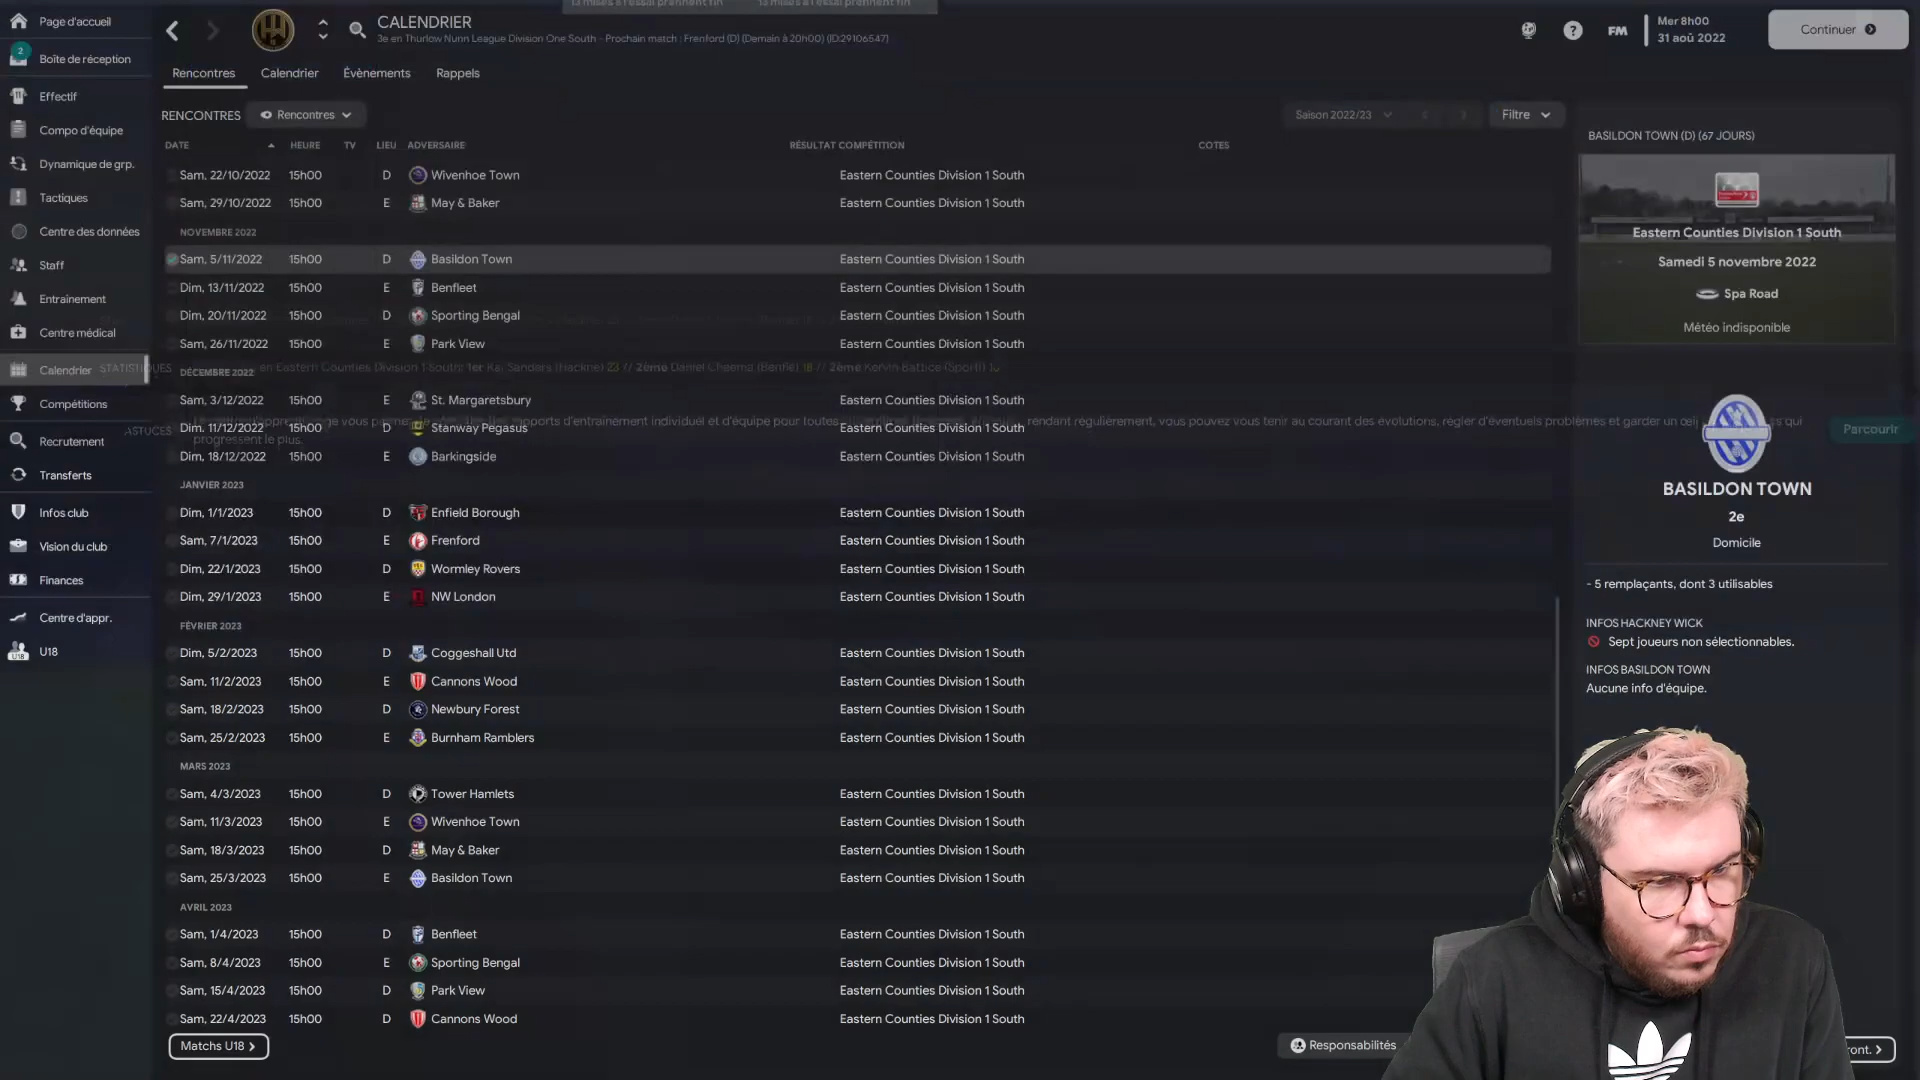 Page d'accueil
2
Boîte de réception
Effectif
Compo d'équipe
Dynamique de grp.
Tactiques
Centre des données
Staff
Entraînement
Centre médical
Calendrier
Compétitions
Recrutement
Transferts
Infos club
Vision du club
Finances
Centre d'appr.
U18
CALENDRIER
3e en Thurlow Nunn League Division One South - Prochain match : Frenford (D) (Demain à 20h00) (ID:29106547)
FM
Mer 8h00
31 aoû 2022
Continuer
Rencontres Calendrier Évènements Rappels
RENCONTRES Rencontres
Saison 2022/23
Filtre
DATE HEURE TV LIEU ADVERSAIRE RÉSULTAT COMPÉTITION COTES
Sam, 22/10/2022 15h00 D Wivenhoe Town Eastern Counties Division 1 South
Sam, 29/10/2022 15h00 E May & Baker Eastern Counties Division 1 South
NOVEMBRE 2022
Sam, 5/11/2022 15h00 D Basildon Town Eastern Counties Division 1 South
Dim, 13/11/2022 15h00 E Benfleet Eastern Counties Division 1 South
Dim, 20/11/2022 15h00 D Sporting Bengal Eastern Counties Division 1 South
Sam, 26/11/2022 15h00 E Park View Eastern Counties Division 1 South
STATISTIQUES
DÉCEMBRE 2022
Sam, 3/12/2022 15h00 E St. Margaretsbury Eastern Counties Division 1 South
Dim, 11/12/2022 15h00 D Stanway Pegasus Eastern Counties Division 1 South
ASTUCES
progressent le plus.
Parcourir
Dim, 18/12/2022 15h00 E Barkingside Eastern Counties Division 1 South
JANVIER 2023
Dim, 1/1/2023 15h00 D Enfield Borough Eastern Counties Division 1 South
Sam, 7/1/2023 15h00 E Frenford Eastern Counties Division 1 South
Dim, 22/1/2023 15h00 D Wormley Rovers Eastern Counties Division 1 South
Dim, 29/1/2023 15h00 E NW London Eastern Counties Division 1 South
FÉVRIER 2023
Dim, 5/2/2023 15h00 D Coggeshall Utd Eastern Counties Division 1 South
Sam, 11/2/2023 15h00 E Cannons Wood Eastern Counties Division 1 South
Sam, 18/2/2023 15h00 D Newbury Forest Eastern Counties Division 1 South
Sam, 25/2/2023 15h00 E Burnham Ramblers Eastern Counties Division 1 South
MARS 2023
Sam, 4/3/2023 15h00 D Tower Hamlets Eastern Counties Division 1 South
Sam, 11/3/2023 15h00 E Wivenhoe Town Eastern Counties Division 1 South
Sam, 18/3/2023 15h00 D May & Baker Eastern Counties Division 1 South
Sam, 25/3/2023 15h00 E Basildon Town Eastern Counties Division 1 South
AVRIL 2023
Sam, 1/4/2023 15h00 D Benfleet Eastern Counties Division 1 South
Sam, 8/4/2023 15h00 E Sporting Bengal Eastern Counties Division 1 South
Sam, 15/4/2023 15h00 D Park View Eastern Counties Division 1 South
Sam, 22/4/2023 15h00 D Cannons Wood Eastern Counties Division 1 South
Matchs U18
Responsabilités
BASILDON TOWN (D) (67 JOURS)
Eastern Counties Division 1 South
Samedi 5 novembre 2022
Spa Road
Météo indisponible
BASILDON TOWN
2e
Domicile
- 5 remplaçants, dont 3 utilisables
INFOS HACKNEY WICK
Sept joueurs non sélectionnables.
INFOS BASILDON TOWN
Aucune info d'équipe.
ront.